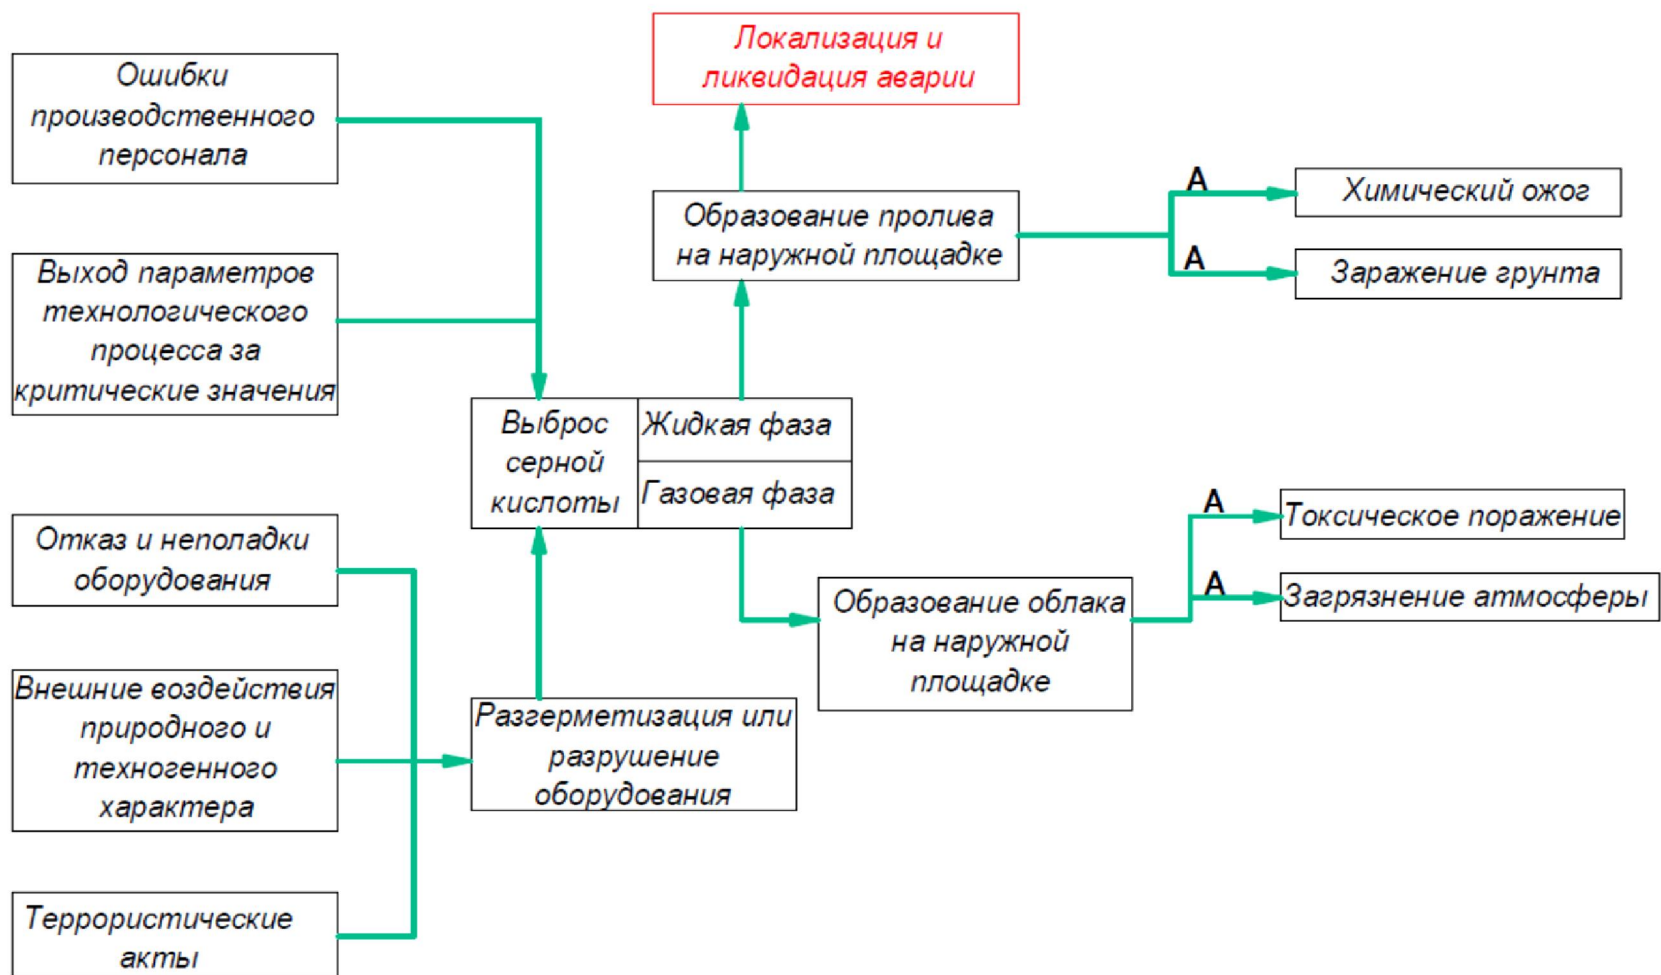 Ошибки
производственного
персонала
Выход параметров
технологического
процесса за
критические значения
Отказ и неполадки
оборудования
Внешние воздействия
природного и
техногенного
характера
Террористические
акты
Выброс
серной
кислоты
Жидкая фаза
Газовая фаза
Разгерметизация или
разрушение
оборудования
Локализация и
ликвидация аварии
Образование пролива
на наружной площадке
Образование облака
на наружной
площадке
А
Химический ожог
А
Заражение грунта
А
Токсическое поражение
А
Загрязнение атмосферы